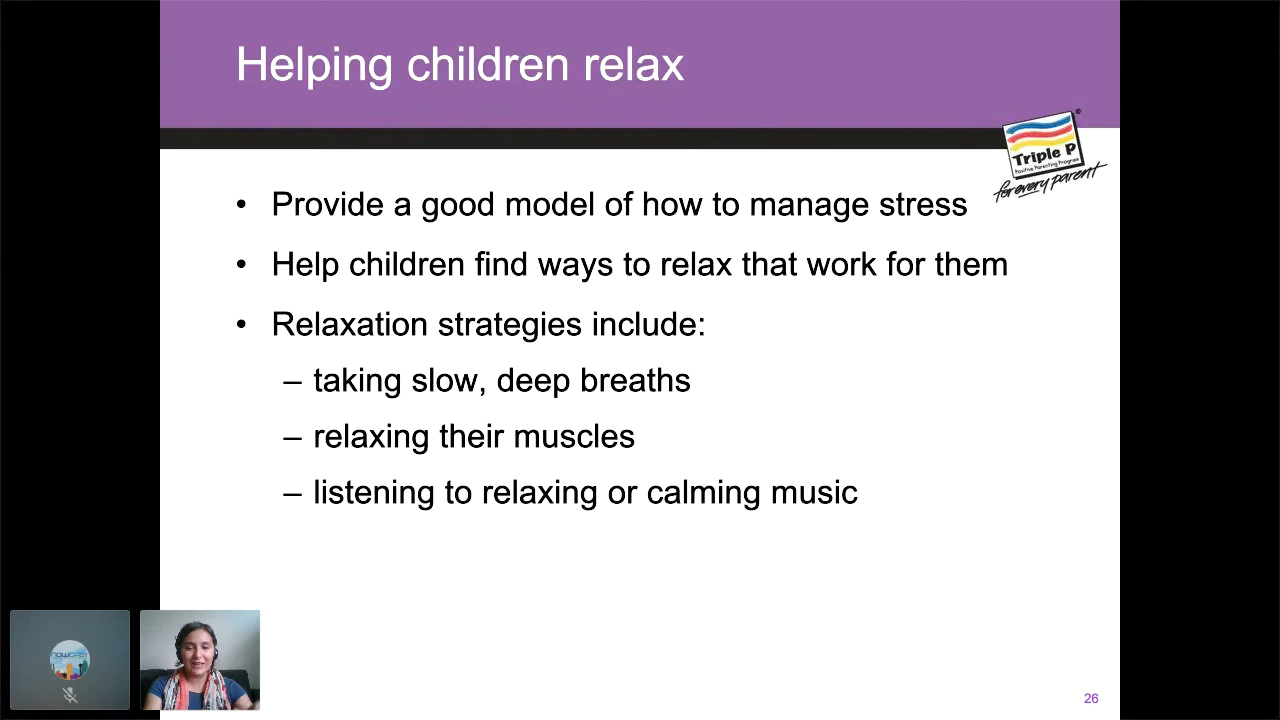 Helping children relax
Triple P
Positive Parenting Program
®
for every parent
• Provide a good model of how to manage stress
• Help children find ways to relax that work for them
• Relaxation strategies include:
– taking slow, deep breaths
– relaxing their muscles
– listening to relaxing or calming music
NOWCAST
26